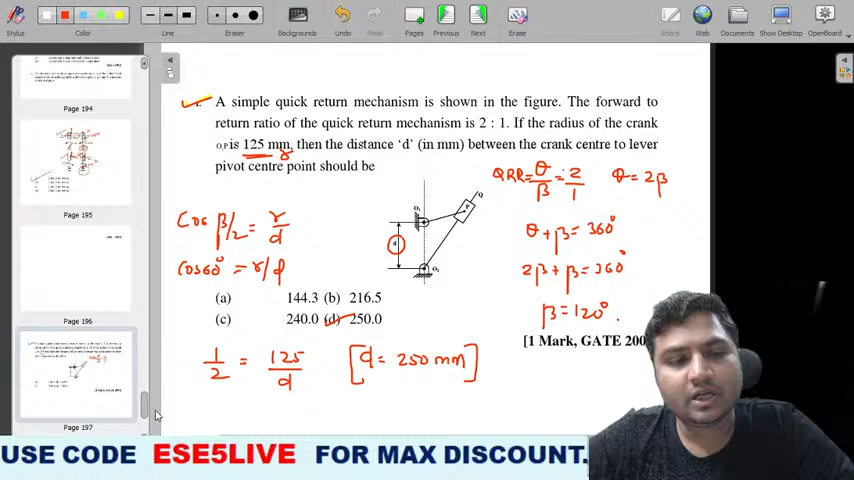 Stylus
Color
Line
Eraser
Backgrounds
Undo
Redo
Pages
Previous
Next
Erase
Board
Web
Documents
Show Desktop
OpenBoard
Page 194
Page 195
Page 196
Page 197
A simple quick return mechanism is shown in the figure. The forward to
return ratio of the quick return mechanism is 2 : 1. If the radius of the crank
O₁P is 125 mm, then the distance ‘d’ (in mm) between the crank centre to lever
r
pivot centre point should be
QRR = θ/β = 2/1 θ = 2β
Cos β/2 = r/d
cos60° = r/d
O₁
P
Q
d
O₂
θ + β = 360°
2β + β = 360°
β = 120°.
(a) 144.3 (b) 216.5
(c) 240.0 (d) 250.0
[1 Mark, GATE 200
1/2 = 125/d [d = 250 mm]
USE CODE ESE5LIVE FOR MAX DISCOUNT.